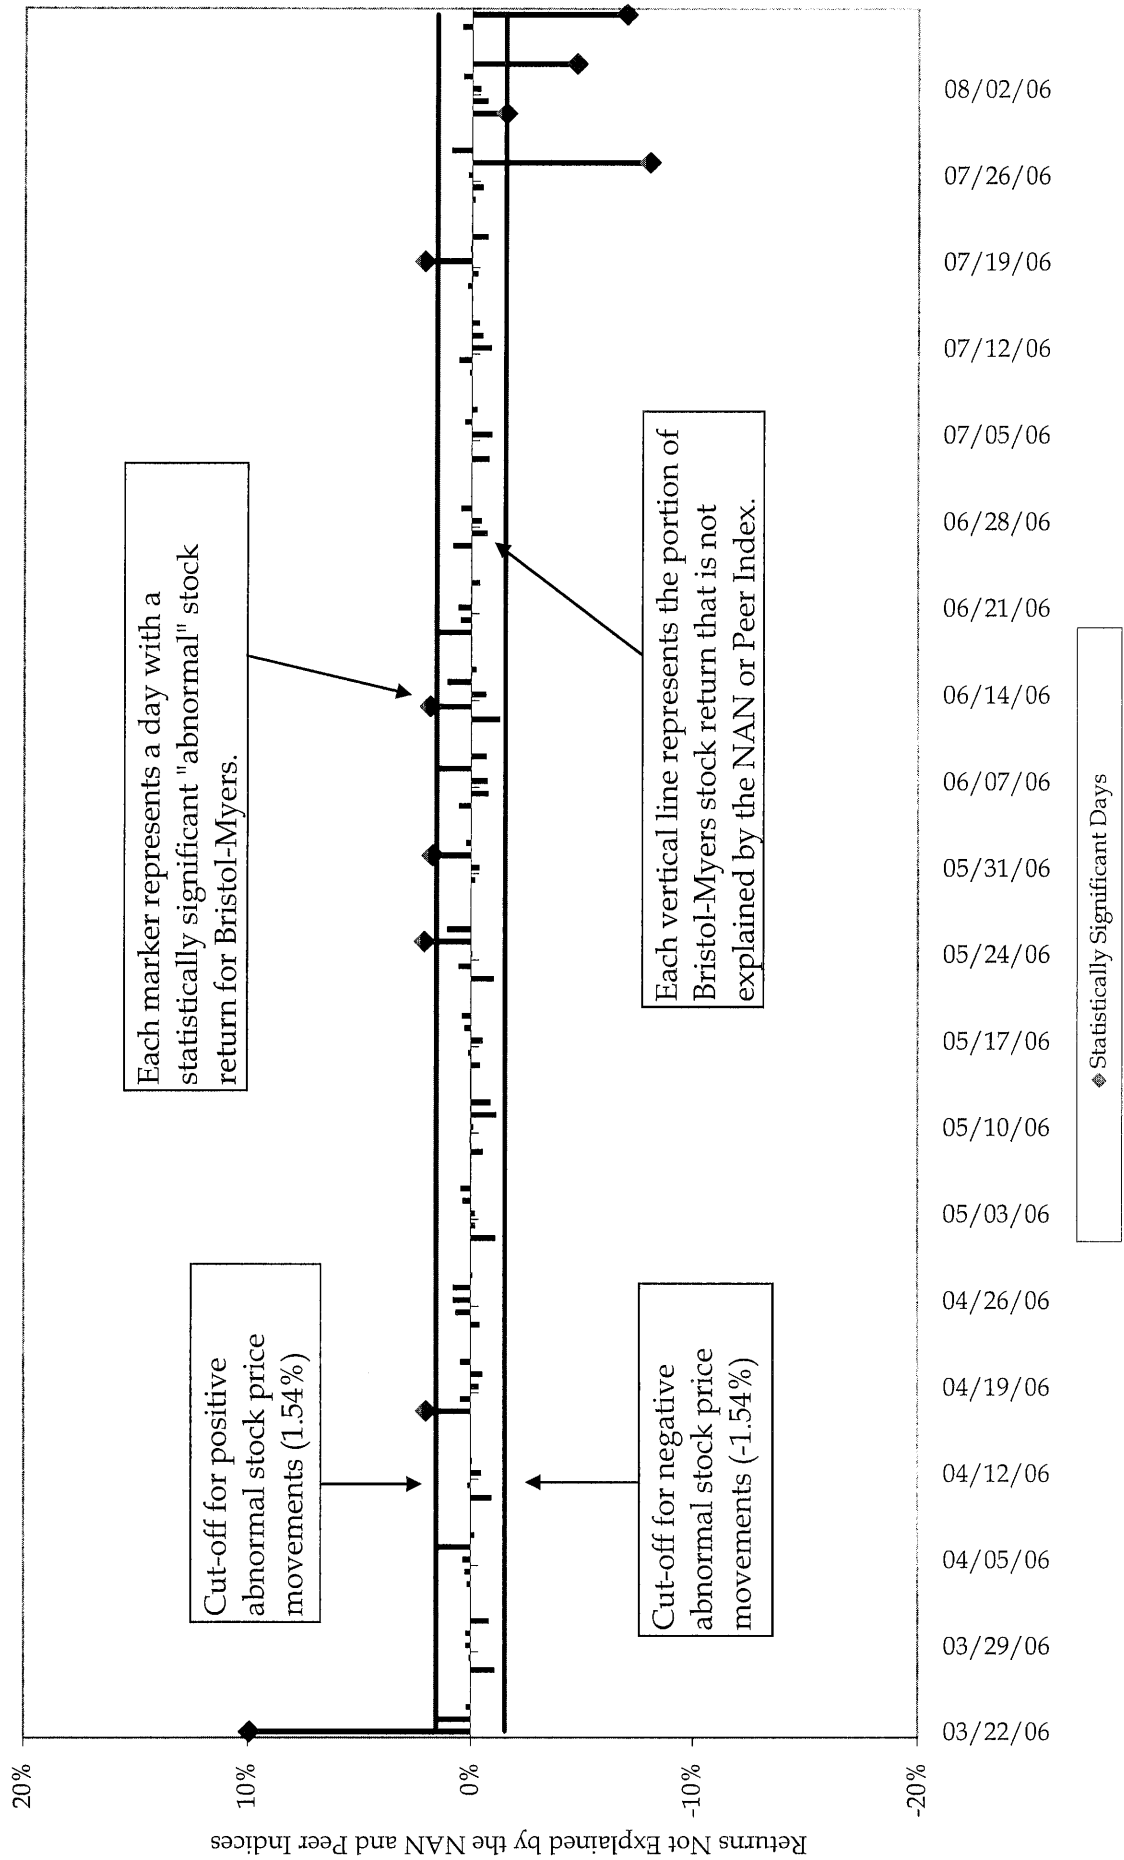 Returns Not Explained by the NAN and Peer Indices
20%
10%
0%
-10%
-20%
Cut-off for positive
abnormal stock price
movements (1.54%)
Each marker represents a day with a
statistically significant "abnormal" stock
return for Bristol-Myers.
Cut-off for negative
abnormal stock price
movements (-1.54%)
Each vertical line represents the portion of
Bristol-Myers stock return that is not
explained by the NAN or Peer Index.
03/22/06
03/29/06
04/05/06
04/12/06
04/19/06
04/26/06
05/03/06
05/10/06
05/17/06
05/24/06
05/31/06
06/07/06
06/14/06
06/21/06
06/28/06
07/05/06
07/12/06
07/19/06
07/26/06
08/02/06
Statistically Significant Days